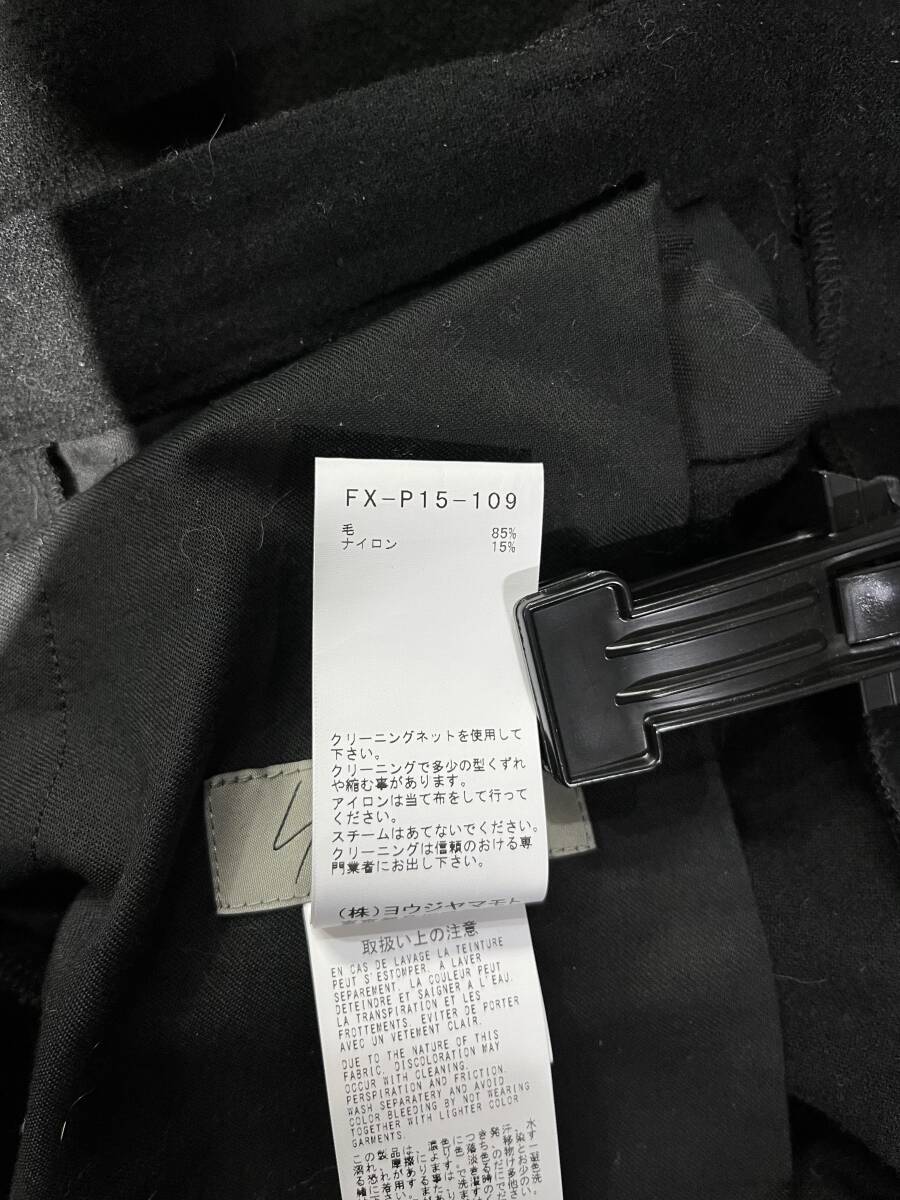 FX-P15-109
毛 85%
ナイロン 15%
クリーニングネットを使用して
下さい。
クリーニングで多少の型くずれ
や縮む事があります。
アイロンは当て布をして行って
ください。
スチームはあてないでください。
クリーニングは信頼のおける専
門業者にお出し下さい。
(株)ヨウジヤマモト
取扱い上の注意
EN CAS DE LAVAGE LA TEINTURE
PEUT S'ESTOMPER. A LAVER
SEPAREMENT. LA COULEUR PEUT
DETEINDRE ET SAIGNER A L'EAU.
LA TRANSPIRATION ET LES
FROTTEMENTS. EVITER DE PORTER
AVEC UN VETEMENT CLAIR.
DUE TO THE NATURE OF THIS
FABRIC, DISCOLORATION MAY
OCCUR WITH CLEANING.
PERSPIRATION AND FRICTION.
WASH SEPARATERY AND AVOID
COLOR BLEEDING BY NOT WEARING
TOGETHER WITH LIGHTER COLOR
GARMENTS.